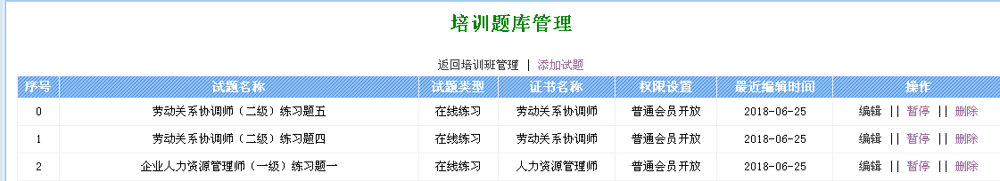 培训题库管理
返回培训班管理 | 添加试题
序号 试题名称 试题类型 证书名称 权限设置 最近编辑时间 操作
0 劳动关系协调师（二级）练习题五 在线练习 劳动关系协调师 普通会员开放 2018-06-25 编辑 || 暂停 || 删除
1 劳动关系协调师（二级）练习题四 在线练习 劳动关系协调师 普通会员开放 2018-06-25 编辑 || 暂停 || 删除
2 企业人力资源管理师（一级）练习题一 在线练习 人力资源管理师 普通会员开放 2018-06-25 编辑 || 暂停 || 删除